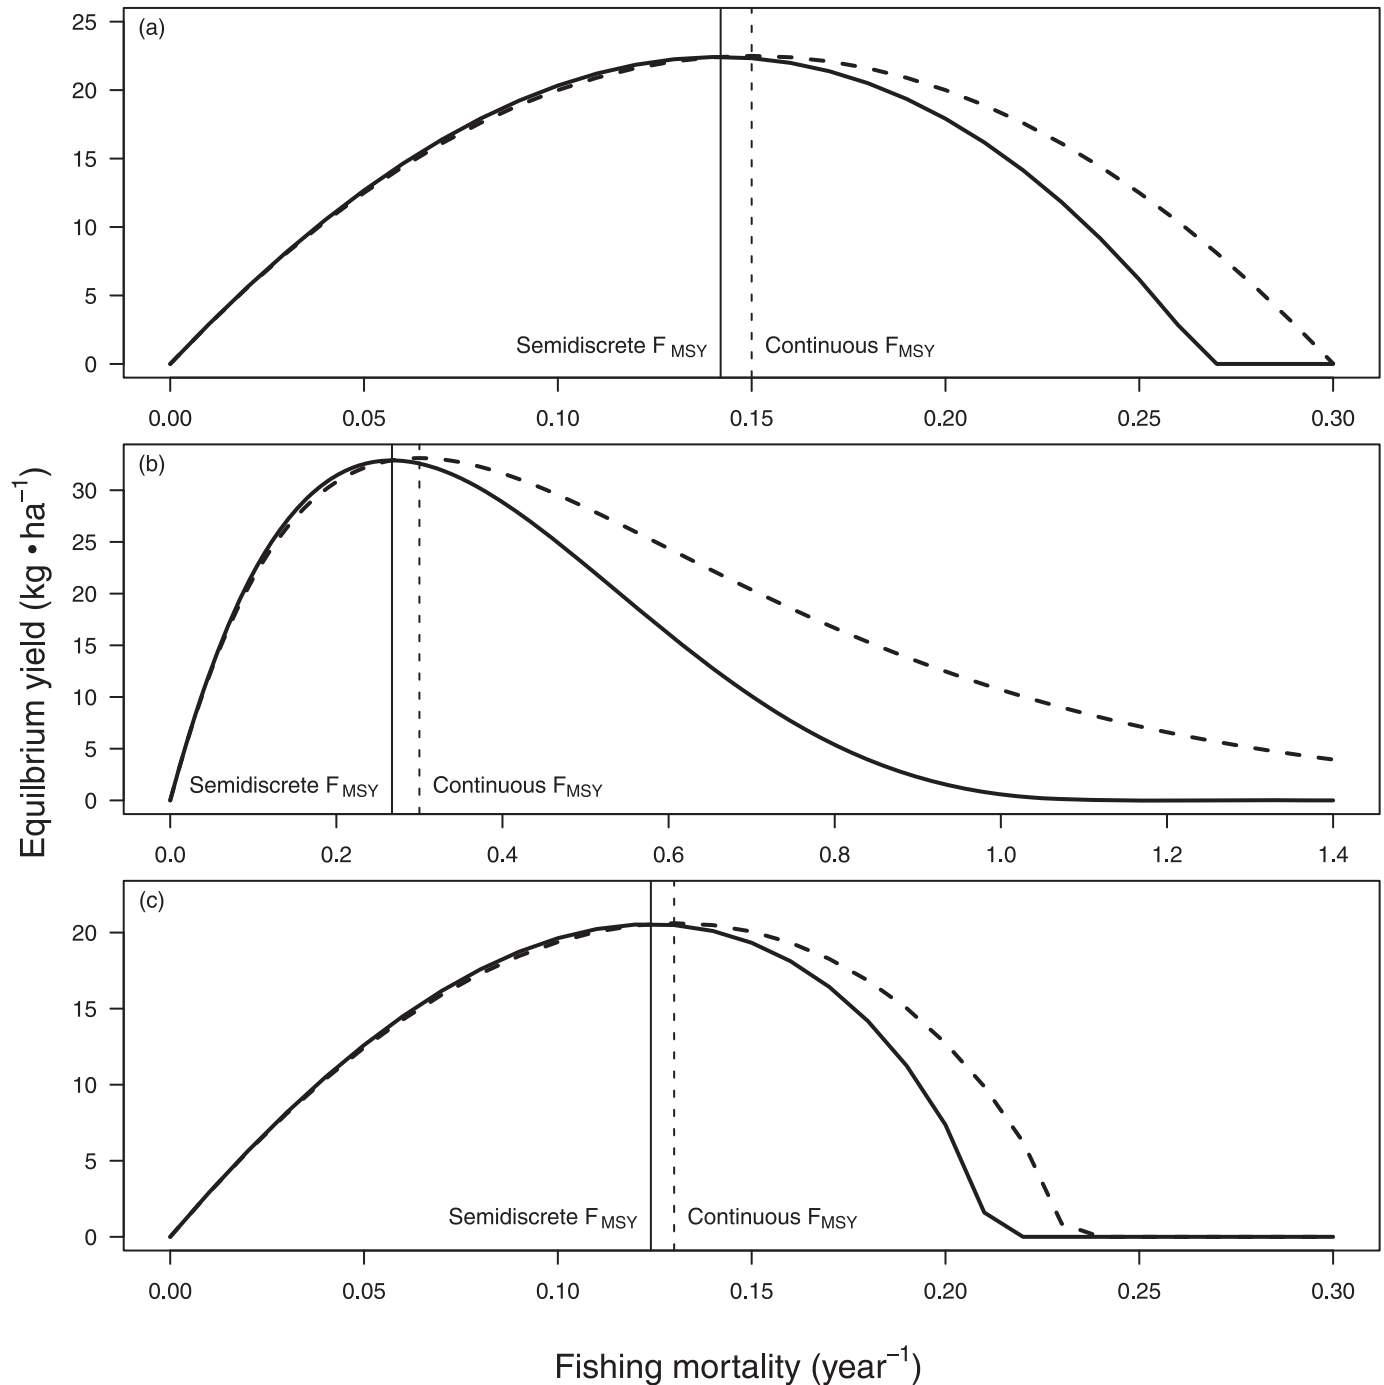 (a)
25
20
15
10
5
0
Semidiscrete F MSY
Continuous FMSY
0.00 0.05 0.10 0.15 0.20 0.25 0.30
Equilbrium yield (kg • ha−1)
(b)
30
25
20
15
10
5
0
Semidiscrete FMSY
Continuous FMSY
0.0 0.2 0.4 0.6 0.8 1.0 1.2 1.4
(c)
20
15
10
5
0
Semidiscrete F MSY
Continuous FMSY
0.00 0.05 0.10 0.15 0.20 0.25 0.30
Fishing mortality (year−1)